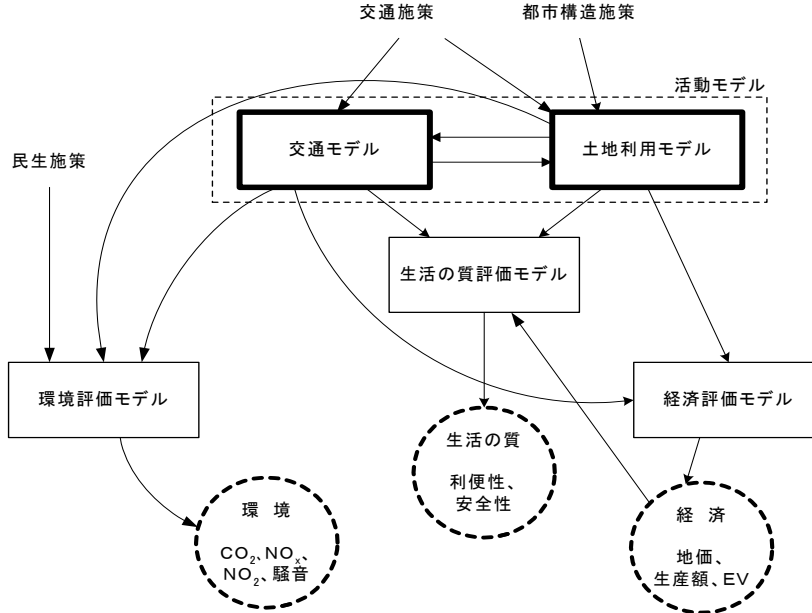 交通施策
都市構造施策
活動モデル
交通モデル
土地利用モデル
民生施策
生活の質評価モデル
環境評価モデル
経済評価モデル
生活の質
利便性、
安全性
環 境
CO₂、NOₓ、
NO₂、騒音
経 済
地価、
生産額、EV